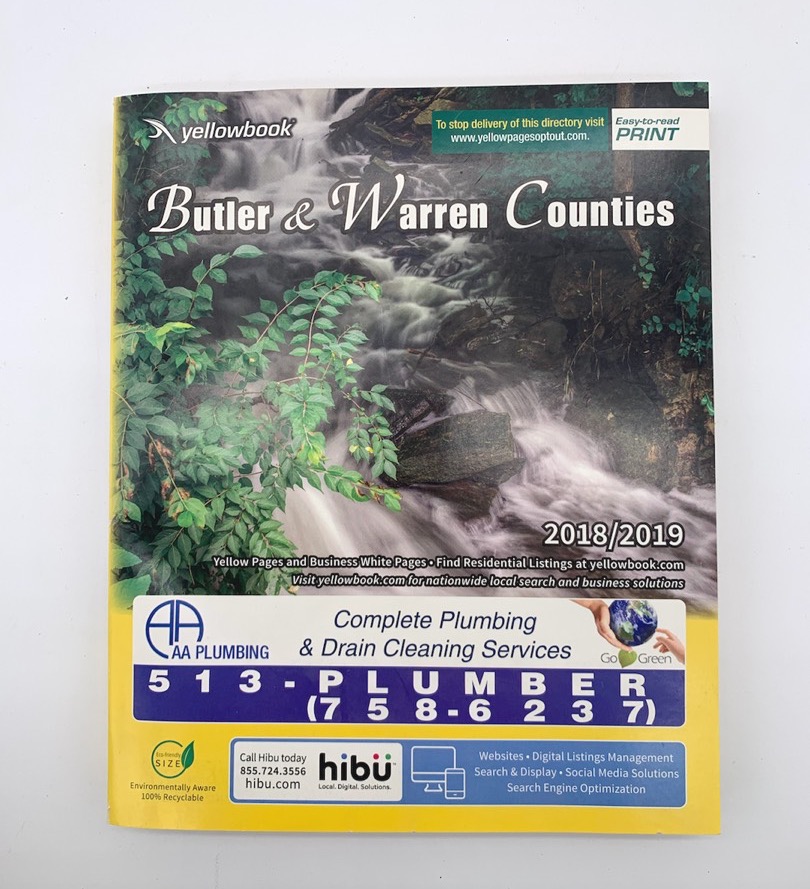 yellowbook
To stop delivery of this directory visit
www.yellowpagesoptout.com.
Easy-to-read
PRINT
Butler & Warren Counties
2018/2019
Yellow Pages and Business White Pages • Find Residential Listings at yellowbook.com
Visit yellowbook.com for nationwide local search and business solutions
AA
AA PLUMBING
Complete Plumbing
& Drain Cleaning Services
Go Green
513-PLUMBER
(758-6237)
Eco-friendly
SIZE
Environmentally Aware
100% Recyclable
Call Hibu today
855.724.3556
hibu.com
hibü
Local. Digital. Solutions.
Websites • Digital Listings Management
Search & Display • Social Media Solutions
Search Engine Optimization